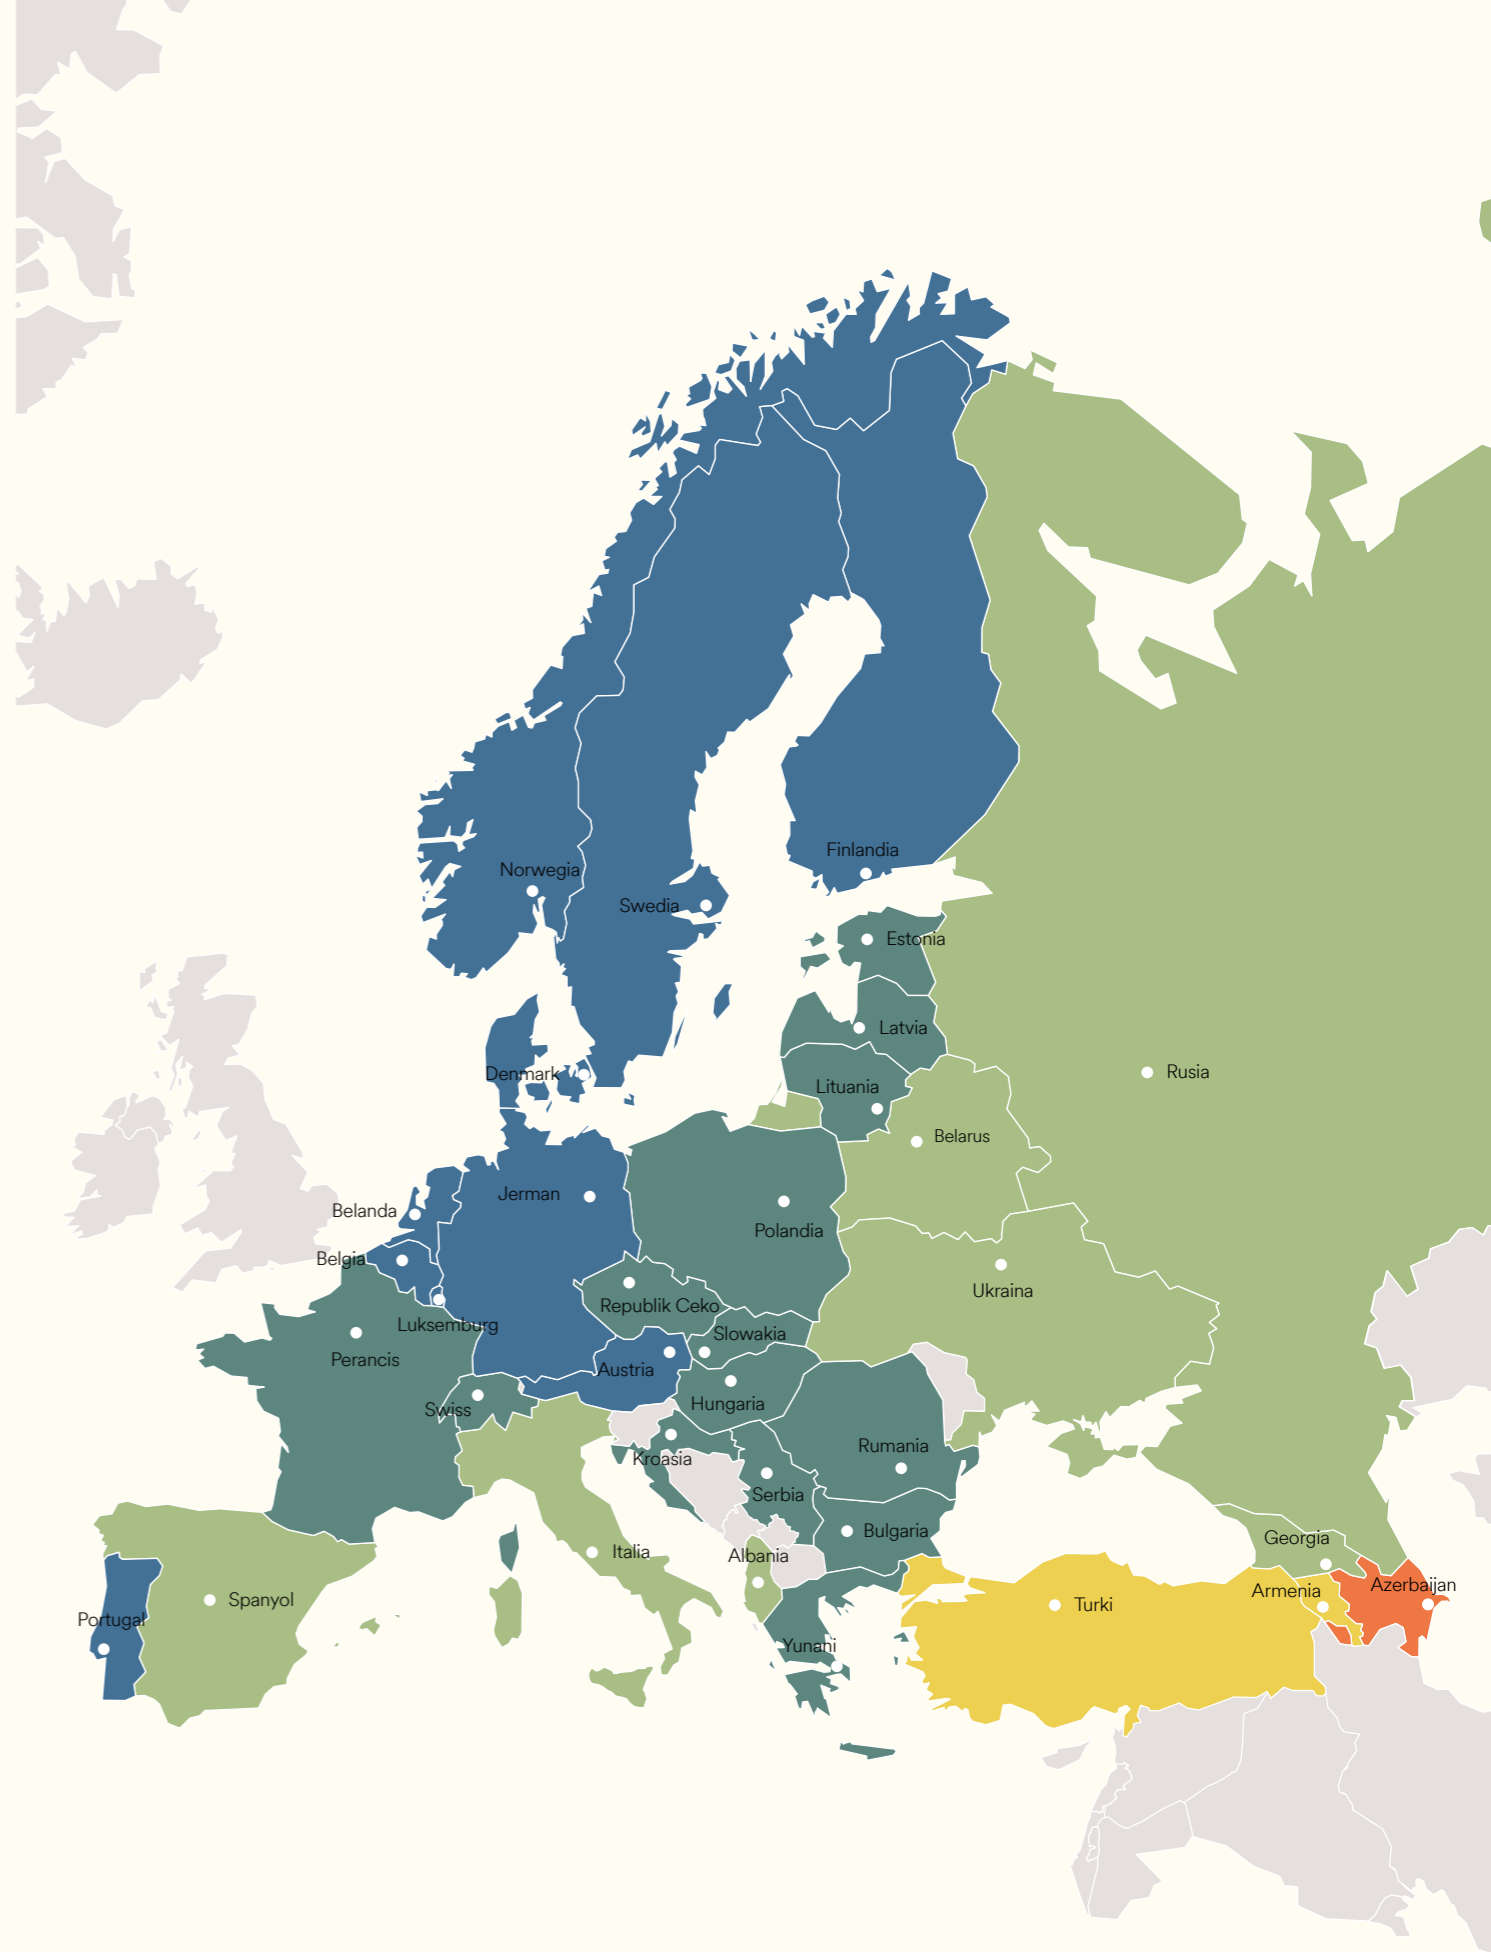 Norwegia
Finlandia
Swedia
Estonia
Latvia
Denmark
Rusia
Lituania
Belarus
Jerman
Belanda
Polandia
Belgia
Ukraina
Republik Ceko
Luksemburg
Slowakia
Perancis
Austria
Hungaria
Swiss
Rumania
Kroasia
Serbia
Bulgaria
Georgia
Italia
Albania
Azerbaijan
Armenia
Spanyol
Turki
Portugal
Yunani